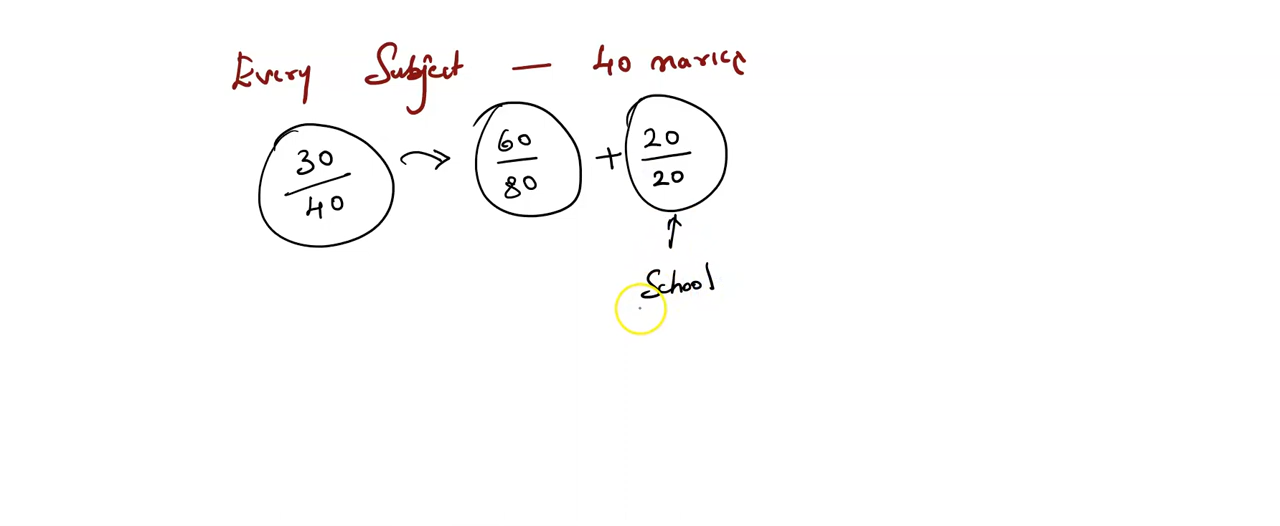 Every Subject — 40 marks
30/40 → 60/80 + 20/20
↑
School